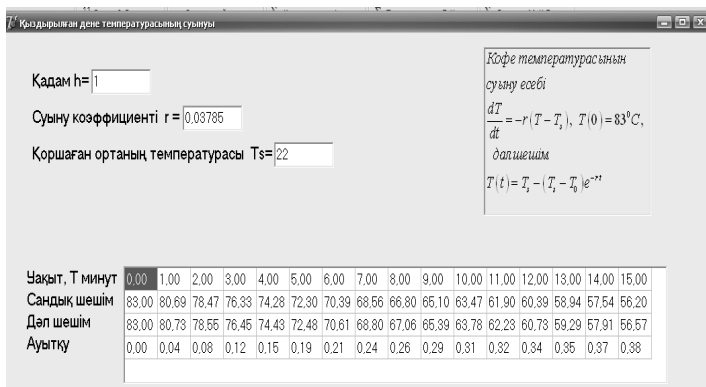 Қыздырылған дене температурасының суынуы
Қадам h= 1
Суыну коэффициенті r = 0,03785
Қоршаған ортаның температурасы Ts= 22
Кофе температурасының
суыну есебі
dT/dt = -r(T - T_s), T(0) = 83⁰C,
дәл шешім
T(t) = T_s - (T_s - T_0)e^{-rt}
Уақыт, T минут 0,00 1,00 2,00 3,00 4,00 5,00 6,00 7,00 8,00 9,00 10,00 11,00 12,00 13,00 14,00 15,00
Сандық шешім 83,00 80,69 78,47 76,33 74,28 72,30 70,39 68,56 66,80 65,10 63,47 61,90 60,39 58,94 57,54 56,20
Дәл шешім 83,00 80,73 78,55 76,45 74,43 72,48 70,61 68,80 67,06 65,39 63,78 62,23 60,73 59,29 57,91 56,57
Ауытқу 0,00 0,04 0,08 0,12 0,15 0,19 0,21 0,24 0,26 0,29 0,31 0,32 0,34 0,35 0,37 0,38